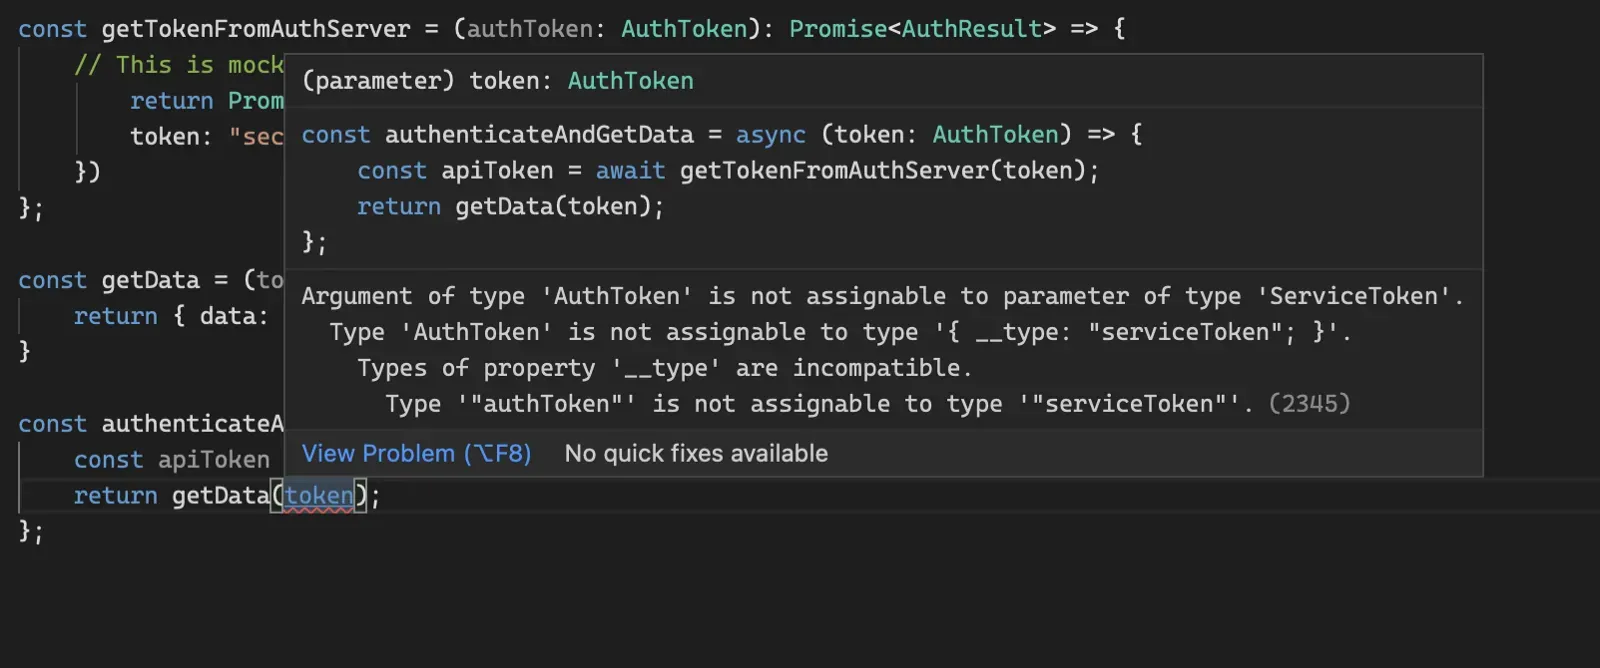 const getTokenFromAuthServer = (authToken: AuthToken): Promise<AuthResult> => {
// This is mock
return Prom
token: "sec
})
};
const getData = (to
return { data:
}
const authenticateA
const apiToken
return getData(token);
};
(parameter) token: AuthToken
const authenticateAndGetData = async (token: AuthToken) => {
const apiToken = await getTokenFromAuthServer(token);
return getData(token);
};
Argument of type 'AuthToken' is not assignable to parameter of type 'ServiceToken'.
Type 'AuthToken' is not assignable to type '{ __type: "serviceToken"; }'.
Types of property '__type' are incompatible.
Type '"authToken"' is not assignable to type '"serviceToken"'. (2345)
View Problem (⌥F8) No quick fixes available